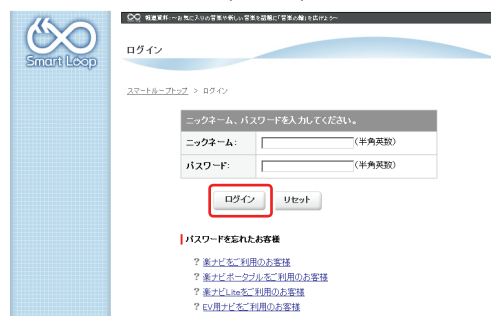 Smart Loop
ログイン
スマートループトップ > ログイン
ニックネーム、パスワードを入力してください。
ニックネーム: (半角英数)
パスワード: (半角英数)
ログイン リセット
パスワードを忘れたお客様
? 楽ナビをご利用のお客様
? 楽ナビポータブルをご利用のお客様
? 楽ナビLiteをご利用のお客様
? EV用ナビをご利用のお客様